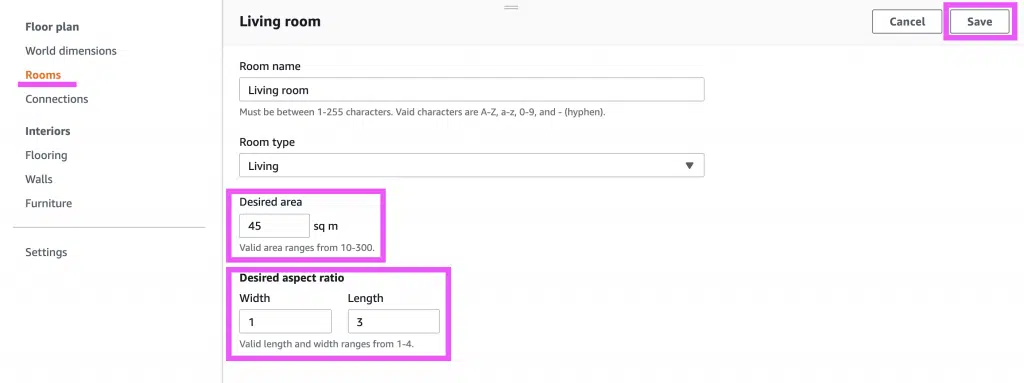 Floor plan
World dimensions
Rooms
Connections
Interiors
Flooring
Walls
Furniture
Settings
Living room
Cancel
Save
Room name
Living room
Must be between 1-255 characters. Vaid characters are A-Z, a-z, 0-9, and - (hyphen).
Room type
Living
Desired area
45 sq m
Valid area ranges from 10-300.
Desired aspect ratio
Width Length
1 3
Valid length and width ranges from 1-4.